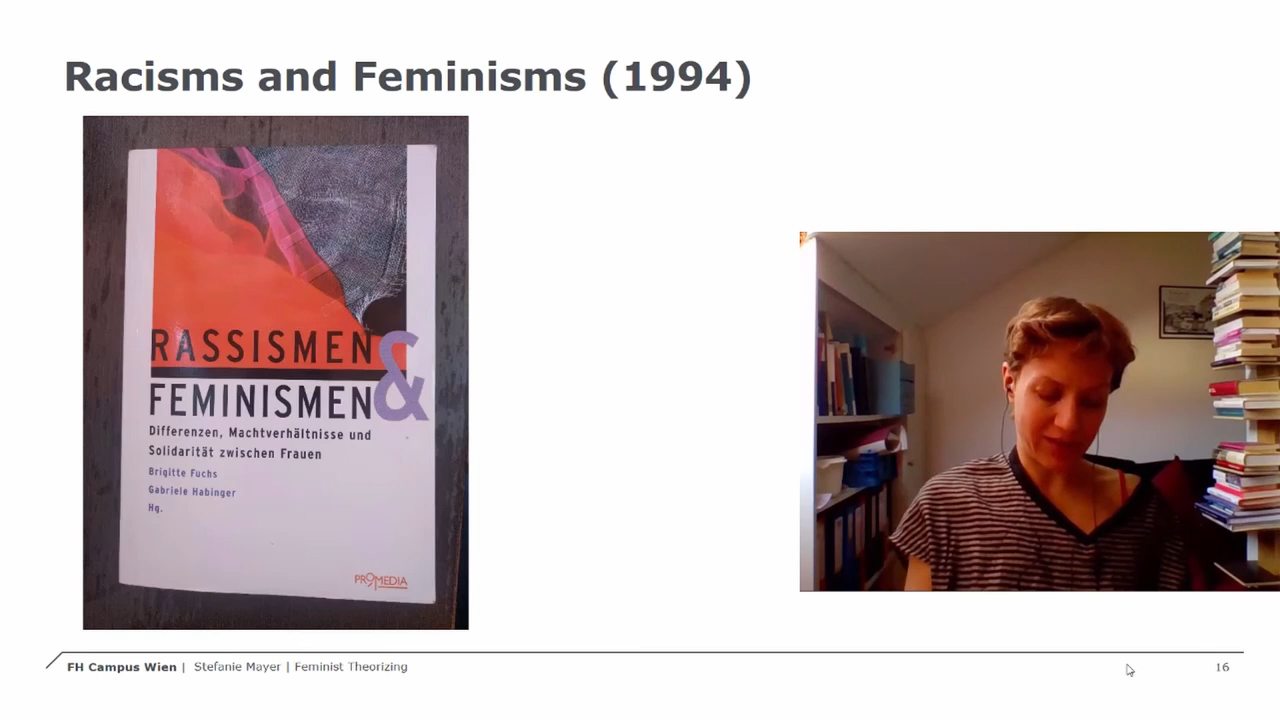 Racisms and Feminisms (1994)
RASSISMEN
&
FEMINISMEN
Differenzen, Machtverhältnisse und
Solidarität zwischen Frauen
Brigitte Fuchs
Gabriele Habinger
Hg.
PROMEDIA
FH Campus Wien | Stefanie Mayer | Feminist Theorizing
16